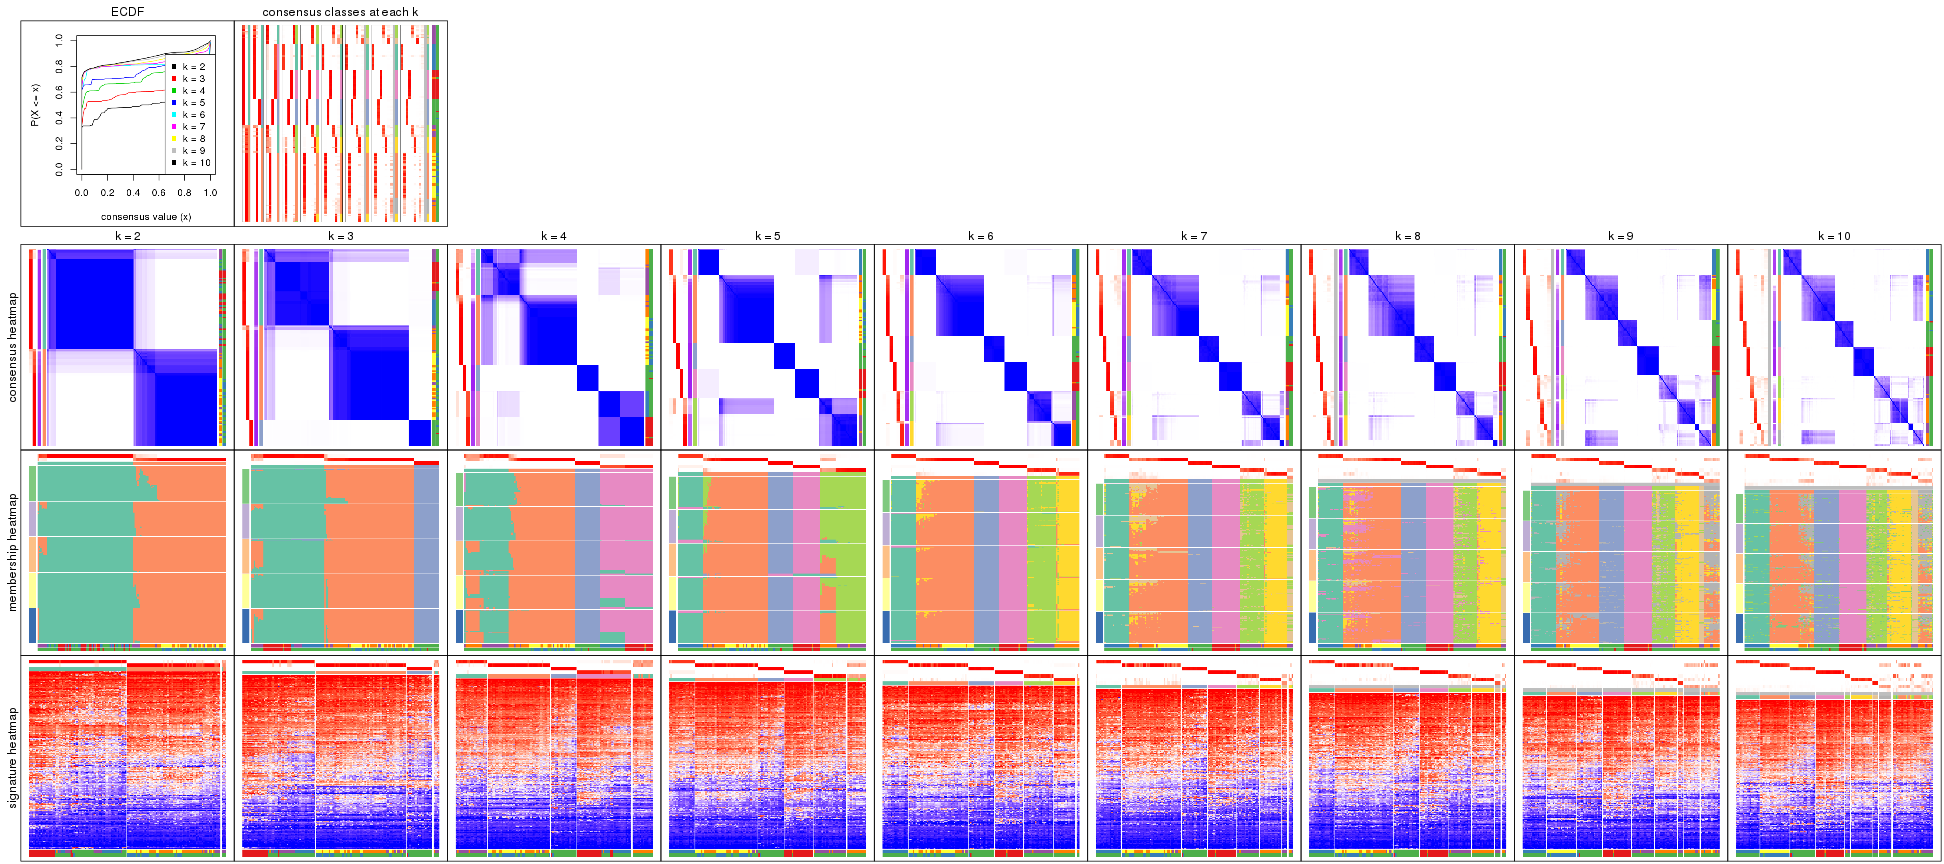 ECDF
consensus classes at each k
P(X <= x)
0.0 0.2 0.4 0.6 0.8 1.0
k = 2
k = 3
k = 4
k = 5
k = 6
k = 7
k = 8
k = 9
k = 10
0.0 0.2 0.4 0.6 0.8 1.0
consensus value (x)
k = 2
k = 3
k = 4
k = 5
k = 6
k = 7
k = 8
k = 9
k = 10
consensus heatmap
membership heatmap
signature heatmap